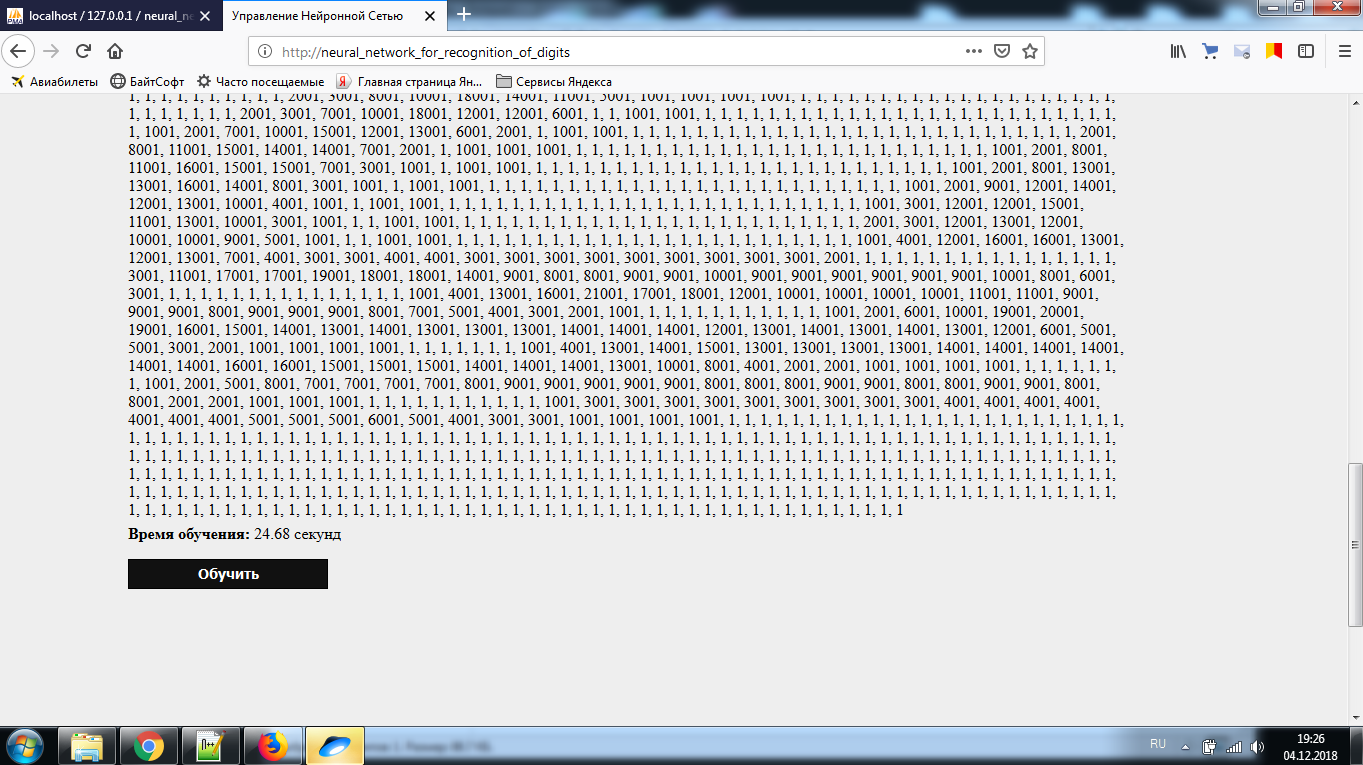 localhost / 127.0.0.1 / neural_ne
Управление Нейронной Сетью
http://neural_network_for_recognition_of_digits
Авиабилеты БайтСофт Часто посещаемые Главная страница Ян... Сервисы Яндекса
1, 1, 1, 1, 1, 1, 1, 1, 1, 1, 2001, 3001, 8001, 10001, 18001, 14001, 11001, 5001, 1001, 1001, 1001, 1001, 1, 1, 1, 1, 1, 1, 1, 1, 1, 1, 1, 1, 1, 1, 1, 1, 1, 1, 1, 1,
1, 1, 1, 1, 1, 1, 1, 2001, 3001, 7001, 10001, 18001, 12001, 12001, 6001, 1, 1, 1001, 1001, 1, 1, 1, 1, 1, 1, 1, 1, 1, 1, 1, 1, 1, 1, 1, 1, 1, 1, 1, 1, 1, 1, 1, 1, 1, 1,
1, 1001, 2001, 7001, 10001, 15001, 12001, 13001, 6001, 2001, 1, 1001, 1001, 1, 1, 1, 1, 1, 1, 1, 1, 1, 1, 1, 1, 1, 1, 1, 1, 1, 1, 1, 1, 1, 1, 1, 1, 1, 1, 1, 1, 2001,
8001, 11001, 15001, 14001, 14001, 7001, 2001, 1, 1001, 1001, 1001, 1, 1, 1, 1, 1, 1, 1, 1, 1, 1, 1, 1, 1, 1, 1, 1, 1, 1, 1, 1, 1, 1, 1, 1, 1, 1, 1001, 2001, 8001,
11001, 16001, 15001, 15001, 7001, 3001, 1001, 1, 1001, 1001, 1, 1, 1, 1, 1, 1, 1, 1, 1, 1, 1, 1, 1, 1, 1, 1, 1, 1, 1, 1, 1, 1, 1, 1, 1, 1, 1001, 2001, 8001, 13001,
13001, 16001, 14001, 8001, 3001, 1001, 1, 1001, 1001, 1, 1, 1, 1, 1, 1, 1, 1, 1, 1, 1, 1, 1, 1, 1, 1, 1, 1, 1, 1, 1, 1, 1, 1, 1, 1, 1001, 2001, 9001, 12001, 14001,
12001, 13001, 10001, 4001, 1001, 1, 1001, 1001, 1, 1, 1, 1, 1, 1, 1, 1, 1, 1, 1, 1, 1, 1, 1, 1, 1, 1, 1, 1, 1, 1, 1, 1, 1, 1, 1001, 3001, 12001, 12001, 15001,
11001, 13001, 10001, 3001, 1001, 1, 1, 1001, 1001, 1, 1, 1, 1, 1, 1, 1, 1, 1, 1, 1, 1, 1, 1, 1, 1, 1, 1, 1, 1, 1, 1, 1, 1, 1, 2001, 3001, 12001, 13001, 12001,
10001, 10001, 9001, 5001, 1001, 1, 1, 1001, 1001, 1, 1, 1, 1, 1, 1, 1, 1, 1, 1, 1, 1, 1, 1, 1, 1, 1, 1, 1, 1, 1, 1, 1, 1, 1, 1001, 4001, 12001, 16001, 16001, 13001,
12001, 13001, 7001, 4001, 3001, 3001, 4001, 4001, 3001, 3001, 3001, 3001, 3001, 3001, 3001, 3001, 3001, 2001, 1, 1, 1, 1, 1, 1, 1, 1, 1, 1, 1, 1, 1, 1, 1, 1,
3001, 11001, 17001, 17001, 19001, 18001, 18001, 14001, 9001, 8001, 8001, 9001, 9001, 10001, 9001, 9001, 9001, 9001, 9001, 9001, 10001, 8001, 6001,
3001, 1, 1, 1, 1, 1, 1, 1, 1, 1, 1, 1, 1, 1, 1, 1, 1001, 4001, 13001, 16001, 21001, 17001, 18001, 12001, 10001, 10001, 10001, 10001, 11001, 11001, 9001,
9001, 9001, 8001, 9001, 9001, 9001, 8001, 7001, 5001, 4001, 3001, 2001, 1001, 1, 1, 1, 1, 1, 1, 1, 1, 1, 1, 1, 1001, 2001, 6001, 10001, 19001, 20001,
19001, 16001, 15001, 14001, 13001, 14001, 13001, 13001, 13001, 14001, 14001, 14001, 12001, 13001, 14001, 13001, 14001, 13001, 12001, 6001, 5001,
5001, 3001, 2001, 1001, 1001, 1001, 1001, 1, 1, 1, 1, 1, 1, 1, 1001, 4001, 13001, 14001, 15001, 13001, 13001, 13001, 13001, 14001, 14001, 14001, 14001,
14001, 14001, 16001, 16001, 15001, 15001, 15001, 14001, 14001, 14001, 13001, 10001, 8001, 4001, 2001, 2001, 1001, 1001, 1001, 1001, 1, 1, 1, 1, 1, 1,
1, 1001, 2001, 5001, 8001, 7001, 7001, 7001, 7001, 8001, 9001, 9001, 9001, 9001, 9001, 8001, 8001, 8001, 9001, 9001, 8001, 8001, 9001, 9001, 8001,
8001, 2001, 2001, 1001, 1001, 1001, 1, 1, 1, 1, 1, 1, 1, 1, 1, 1, 1, 1001, 3001, 3001, 3001, 3001, 3001, 3001, 3001, 3001, 3001, 4001, 4001, 4001, 4001,
4001, 4001, 4001, 5001, 5001, 5001, 6001, 5001, 4001, 3001, 3001, 1001, 1001, 1001, 1001, 1, 1, 1, 1, 1, 1, 1, 1, 1, 1, 1, 1, 1, 1, 1, 1, 1, 1, 1, 1, 1, 1, 1, 1, 1,
1, 1, 1, 1, 1, 1, 1, 1, 1, 1, 1, 1, 1, 1, 1, 1, 1, 1, 1, 1, 1, 1, 1, 1, 1, 1, 1, 1, 1, 1, 1, 1, 1, 1, 1, 1, 1, 1, 1, 1, 1, 1, 1, 1, 1, 1, 1, 1, 1, 1, 1, 1, 1, 1, 1, 1, 1, 1, 1, 1, 1, 1,
1, 1, 1, 1, 1, 1, 1, 1, 1, 1, 1, 1, 1, 1, 1, 1, 1, 1, 1, 1, 1, 1, 1, 1, 1, 1, 1, 1, 1, 1, 1, 1, 1, 1, 1, 1, 1, 1, 1, 1, 1, 1, 1, 1, 1, 1, 1, 1, 1, 1, 1, 1, 1, 1, 1, 1, 1, 1, 1, 1, 1, 1,
1, 1, 1, 1, 1, 1, 1, 1, 1, 1, 1, 1, 1, 1, 1, 1, 1, 1, 1, 1, 1, 1, 1, 1, 1, 1, 1, 1, 1, 1, 1, 1, 1, 1, 1, 1, 1, 1, 1, 1, 1, 1, 1, 1, 1, 1, 1, 1, 1, 1, 1, 1, 1, 1, 1, 1, 1, 1, 1, 1, 1, 1,
1, 1, 1, 1, 1, 1, 1, 1, 1, 1, 1, 1, 1, 1, 1, 1, 1, 1, 1, 1, 1, 1, 1, 1, 1, 1, 1, 1, 1, 1, 1, 1, 1, 1, 1, 1, 1, 1, 1, 1, 1, 1, 1, 1, 1, 1, 1, 1, 1, 1, 1, 1, 1, 1, 1, 1, 1, 1, 1, 1, 1, 1,
1, 1, 1, 1, 1, 1, 1, 1, 1, 1, 1, 1, 1, 1, 1, 1, 1, 1, 1, 1, 1, 1, 1, 1, 1, 1, 1, 1, 1, 1, 1, 1, 1, 1, 1, 1, 1, 1, 1, 1, 1, 1, 1, 1, 1, 1, 1, 1, 1
Время обучения: 24.68 секунд
Обучить
RU
19:26
04.12.2018